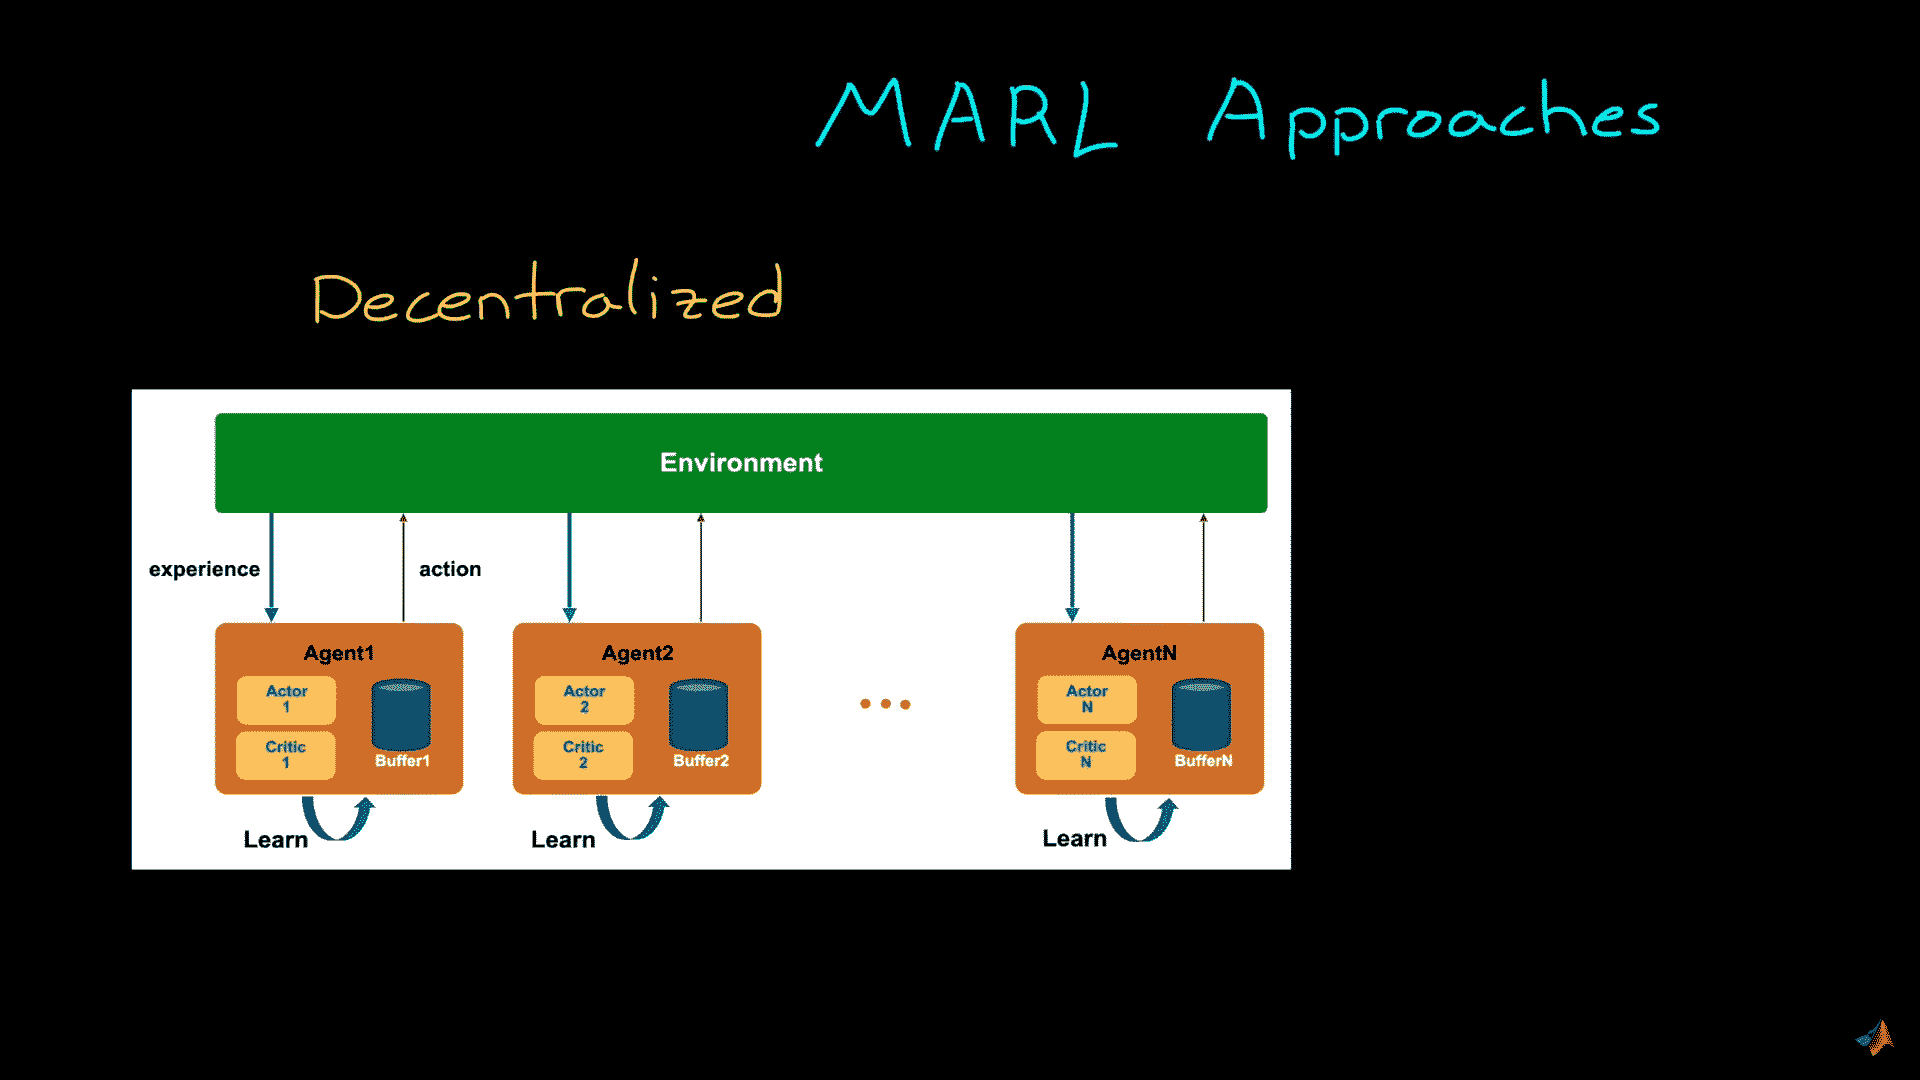 MARL Approaches
Decentralized
Environment
experience
action
Agent1
Actor
1
Critic
1
Buffer1
Learn
Agent2
Actor
2
Critic
2
Buffer2
Learn
AgentN
Actor
N
Critic
N
BufferN
Learn